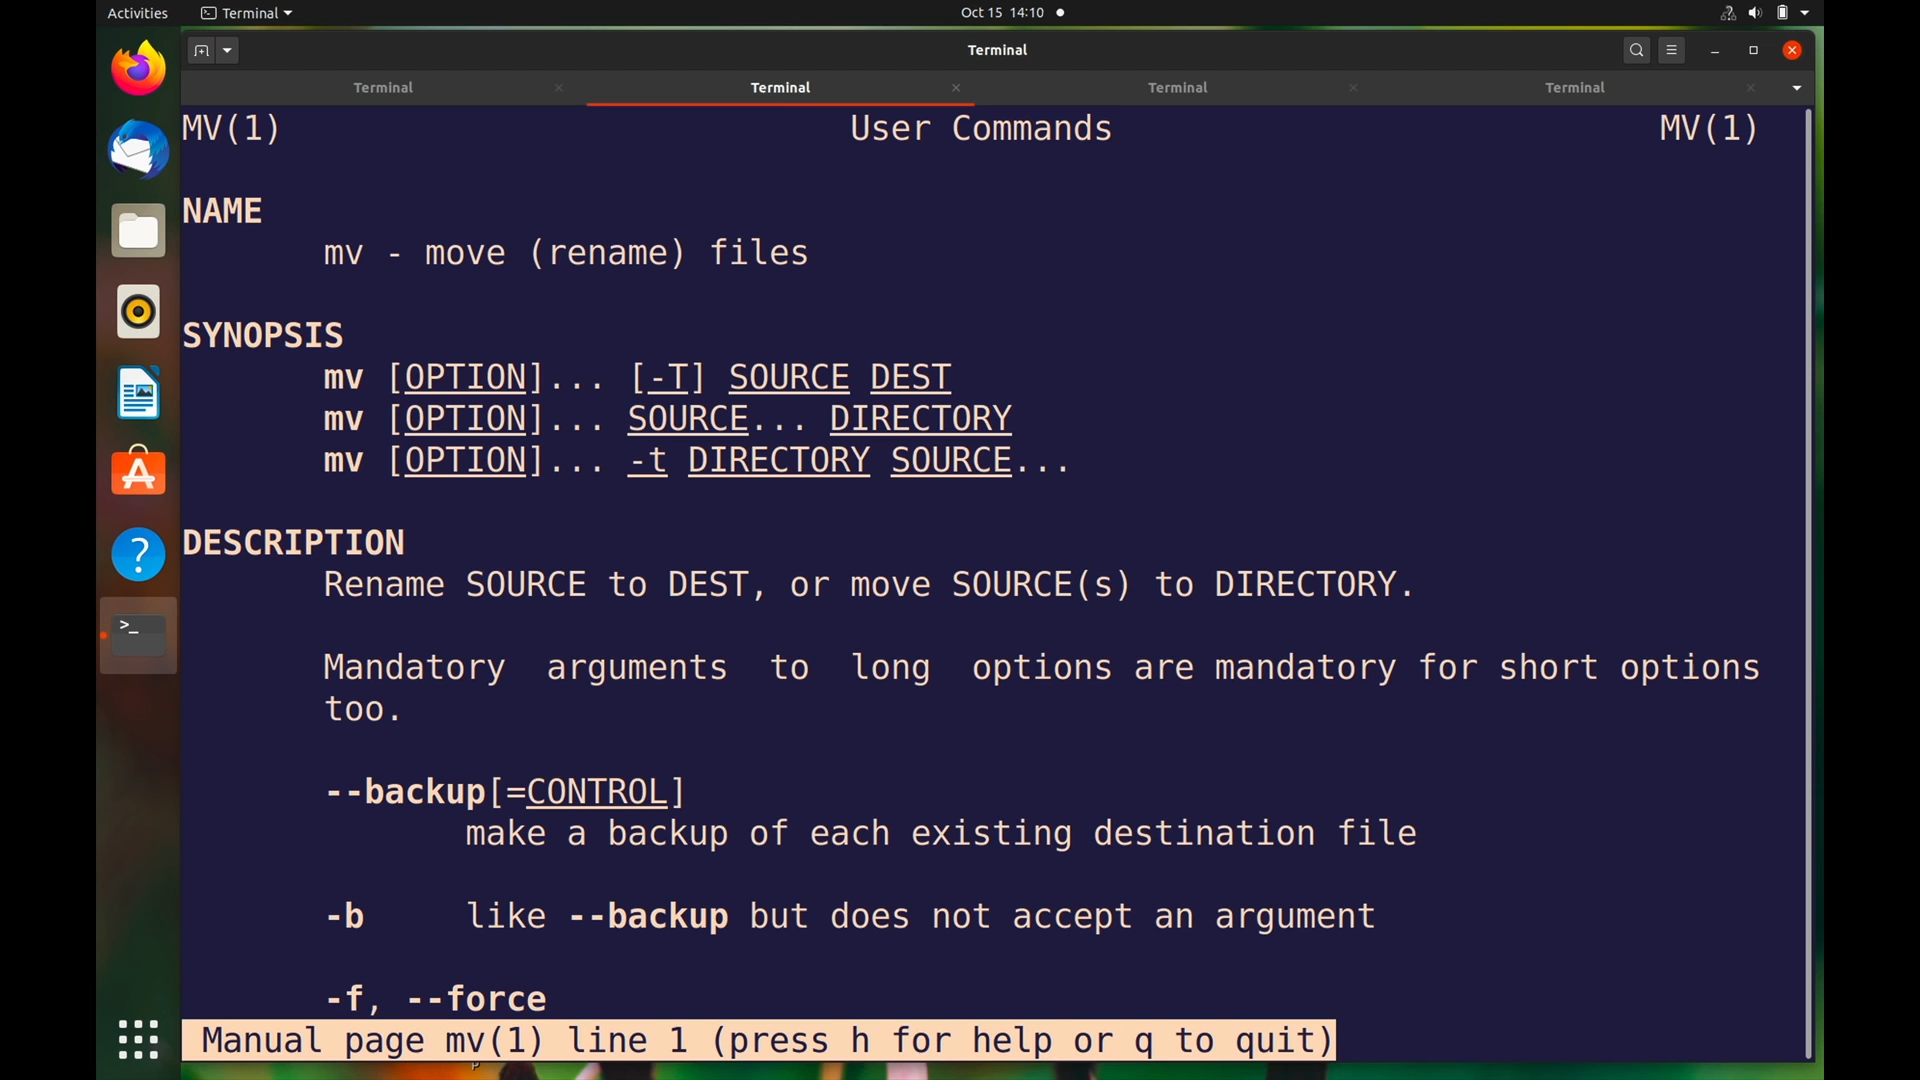 Activities Terminal Oct 15 14:10
Terminal
Terminal Terminal Terminal Terminal
MV(1) User Commands MV(1)
NAME
mv - move (rename) files
SYNOPSIS
mv [OPTION]... [-T] SOURCE DEST
mv [OPTION]... SOURCE... DIRECTORY
mv [OPTION]... -t DIRECTORY SOURCE...
DESCRIPTION
Rename SOURCE to DEST, or move SOURCE(s) to DIRECTORY.
Mandatory arguments to long options are mandatory for short options
too.
--backup[=CONTROL]
make a backup of each existing destination file
-b like --backup but does not accept an argument
-f, --force
Manual page mv(1) line 1 (press h for help or q to quit)